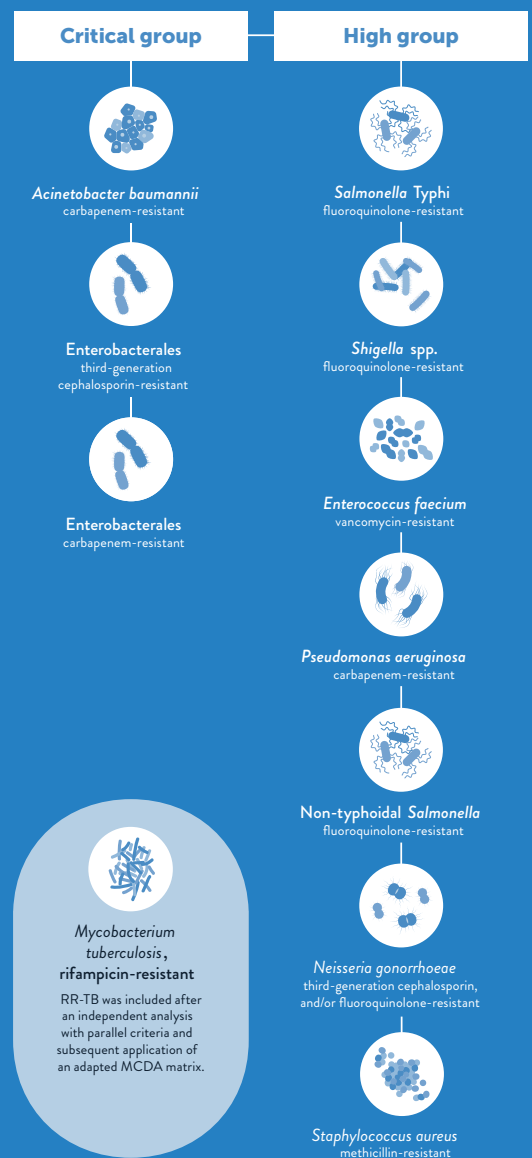 Critical group
Acinetobacter baumannii
carbapenem-resistant
Enterobacterales
third-generation
cephalosporin-resistant
Enterobacterales
carbapenem-resistant
Mycobacterium
tuberculosis,
rifampicin-resistant
RR-TB was included after
an independent analysis
with parallel criteria and
subsequent application of
an adapted MCDA matrix.
High group
Salmonella Typhi
fluoroquinolone-resistant
Shigella spp.
fluoroquinolone-resistant
Enterococcus faecium
vancomycin-resistant
Pseudomonas aeruginosa
carbapenem-resistant
Non-typhoidal Salmonella
fluoroquinolone-resistant
Neisseria gonorrhoeae
third-generation cephalosporin,
and/or fluoroquinolone-resistant
Staphylococcus aureus
methicillin-resistant